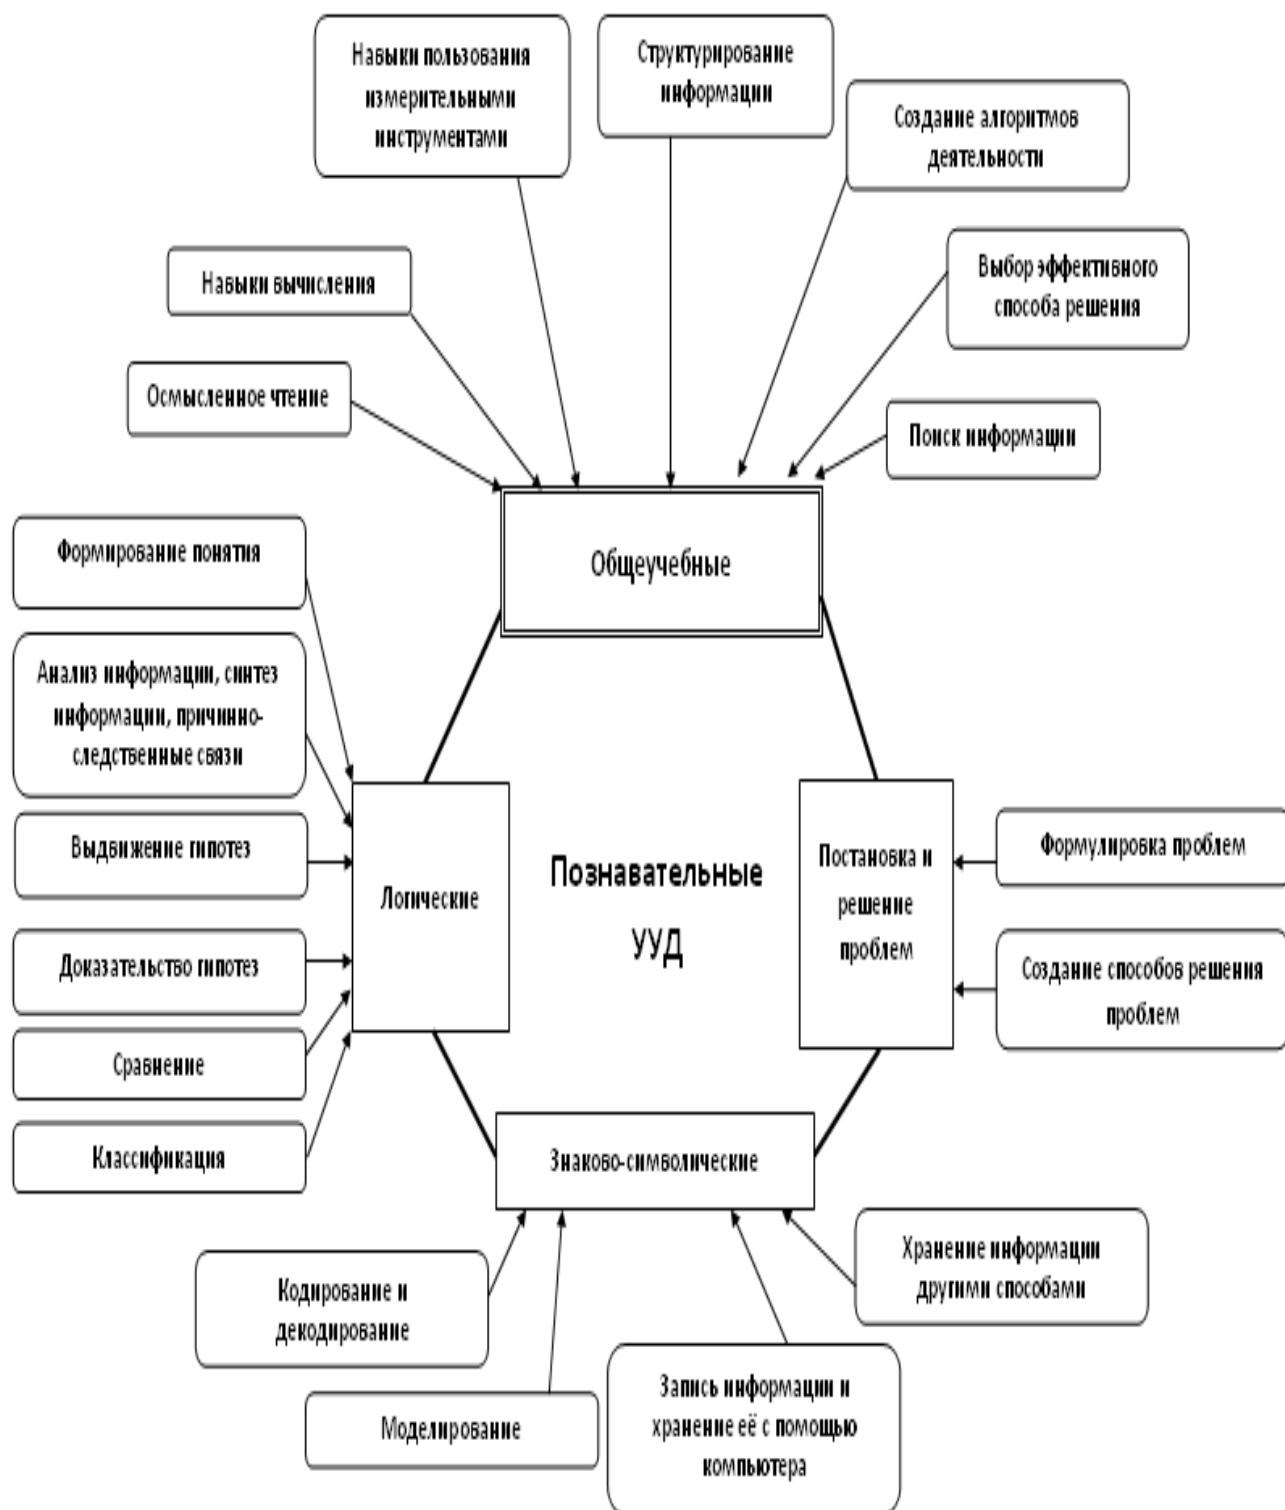 Навыки пользования
измерительными
инструментами
Структурирование
информации
Создание алгоритмов
деятельности
Навыки вычисления
Выбор эффективного
способа решения
Осмысленное чтение
Поиск информации
Общеучебные
Формирование понятия
Анализ информации, синтез
информации, причинно-
следственные связи
Выдвижение гипотез
Доказательство гипотез
Сравнение
Классификация
Логические
Познавательные
УУД
Постановка и
решение
проблем
Формулировка проблем
Создание способов решения
проблем
Знаково-символические
Кодирование и
декодирование
Моделирование
Запись информации и
хранение её с помощью
компьютера
Хранение информации
другими способами